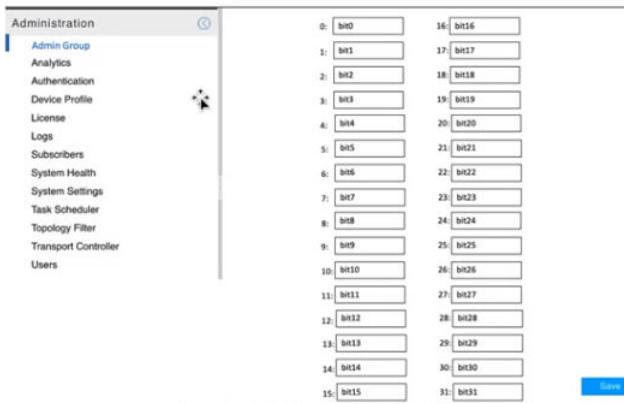 Administration
Admin Group
Analytics
Authentication
Device Profile
License
Logs
Subscribers
System Health
System Settings
Task Scheduler
Topology Filter
Transport Controller
Users
0: bit0
1: bit1
2: bit2
3: bit3
4: bit4
5: bit5
6: bit6
7: bit7
8: bit8
9: bit9
10: bit10
11: bit11
12: bit12
13: bit13
14: bit14
15: bit15
16: bit16
17: bit17
18: bit18
19: bit19
20: bit20
21: bit21
22: bit22
23: bit23
24: bit24
25: bit25
26: bit26
27: bit27
28: bit28
29: bit29
30: bit30
31: bit31
Save